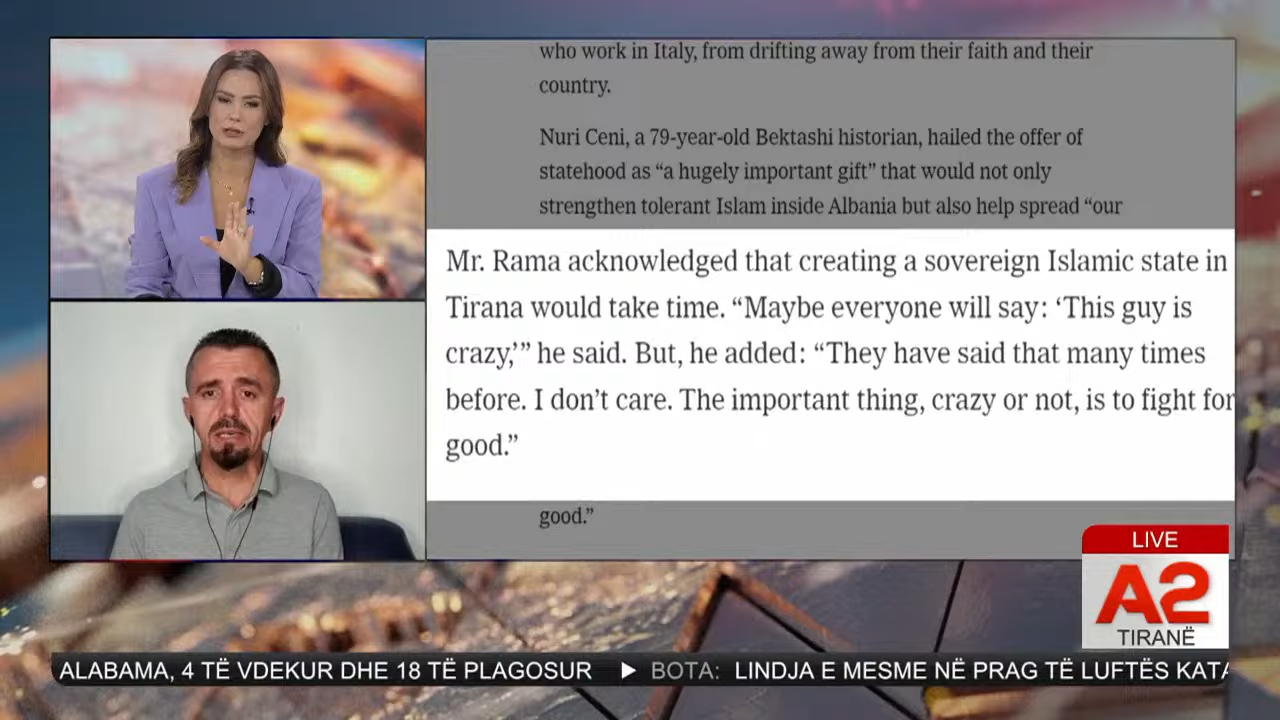 who work in Italy, from drifting away from their faith and their
country.
Nuri Ceni, a 79-year-old Bektashi historian, hailed the offer of
statehood as “a hugely important gift” that would not only
strengthen tolerant Islam inside Albania but also help spread “our
Mr. Rama acknowledged that creating a sovereign Islamic state in
Tirana would take time. “Maybe everyone will say: ‘This guy is
crazy,’” he said. But, he added: “They have said that many times
before. I don’t care. The important thing, crazy or not, is to fight for
good.”
good.”
LIVE
A2
TIRANË
ALABAMA, 4 TË VDEKUR DHE 18 TË PLAGOSUR ▶ BOTA: LINDJA E MESME NË PRAG TË LUFTËS KATA